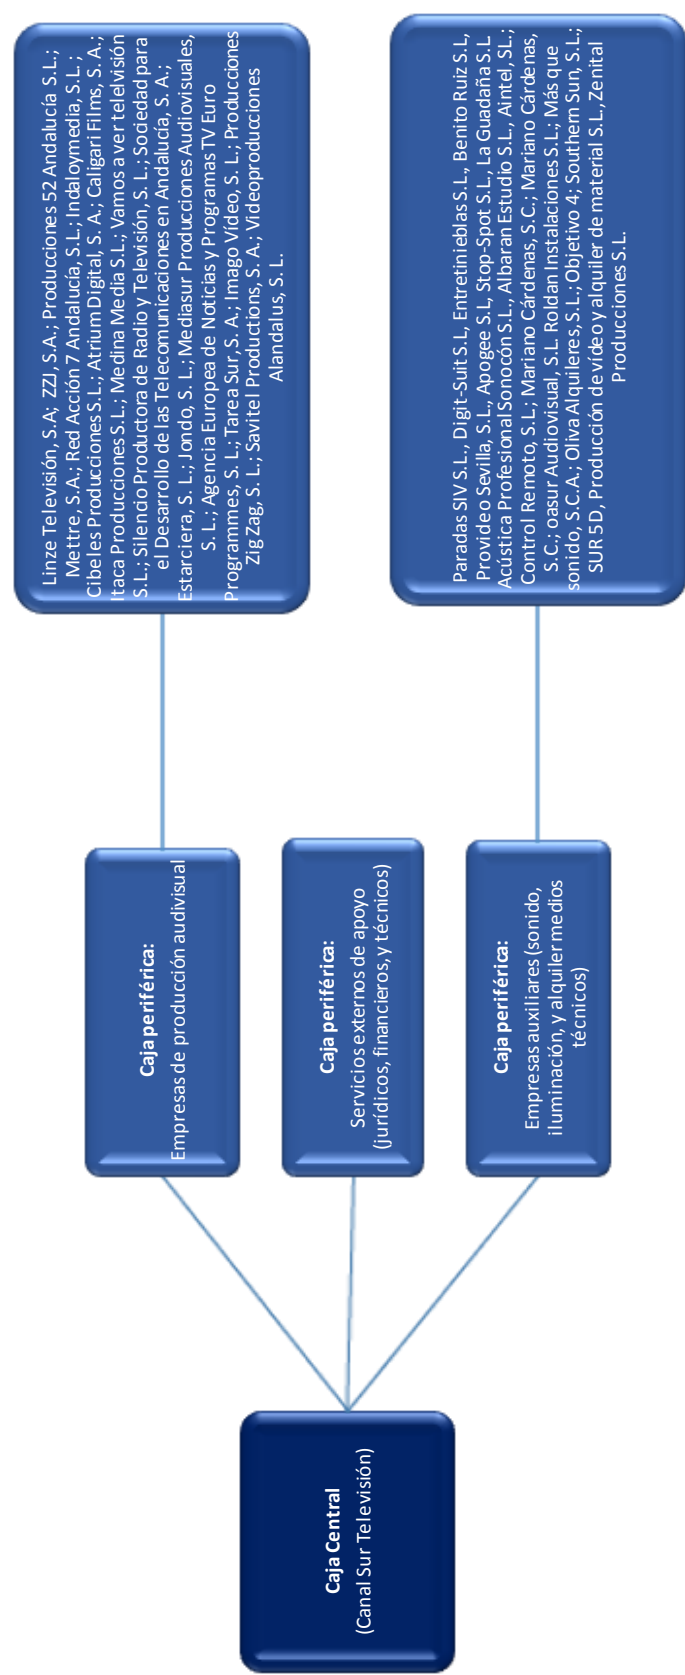 Caja Central
(Canal Sur Televisión)
Caja periférica:
Empresas de producción audivisual
Caja periférica:
Servicios externos de apoyo
(jurídicos, financieros, y técnicos)
Caja periférica:
Empresas auxiliares (sonido,
iluminación, y alquiler medios
técnicos)
Linze Televisión, S.A; ZZJ, S.A.; Producciones 52 Andalucía S.L.;
Mettre, S.A.; Red Acción 7 Andalucía, S.L.; Indaloymedia, S.L. ;
Cibeles Producciones S.L.; Atrium Digital, S. A.; Caligari Films, S. A.;
Itaca Producciones S.L.; Medina Media S.L.; Vamos a ver televisión
S.L.; Silencio Productora de Radio y Televisión, S. L.; Sociedad para
el Desarrollo de las Telecomunicaciones en Andalucía, S. A.;
Estarciera, S. L.; Jondo, S. L.; Mediasur Producciones Audiovisuales,
S. L.; Agencia Europea de Noticias y Programas TV Euro
Programmes, S. L.; Tarea Sur, S. A.; Imago Vídeo, S. L.; Producciones
Zig Zag, S. L.; Savitel Productions, S. A.; Videoproducciones
Alandalus, S. L.
Paradas SIV S.L., Digit-Suit S.L, Entretinieblas S.L., Benito Ruiz S.L,
Provideo Sevilla, S.L., Apogee S.L, Stop-Spot S.L, La Guadaña S.L
Acústica Profesional Sonocón S.L., Albaran Estudio S.L., Aintel, SL.;
Control Remoto, S.L; Mariano Cárdenas, S.C.; Mariano Cárdenas,
S.C.; oasur Audiovisual, S.L. Roldan Instalaciones S.L.; Más que
sonido, S.C.A.; Oliva Alquileres, S.L.; Objetivo 4; Southern Sun, S.L.;
SUR 5 D, Producción de vídeo y alquiler de material S.L., Zenital
Producciones S.L.